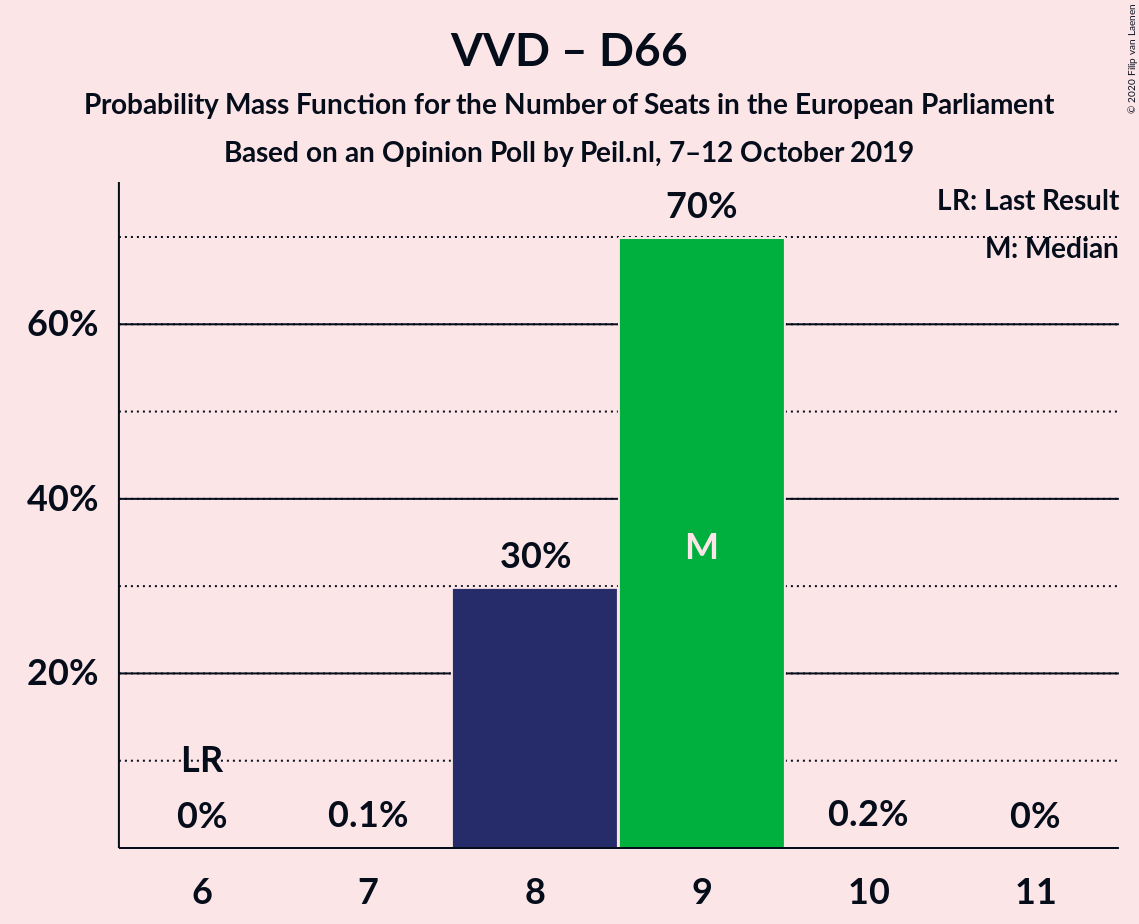 VVD – D66
Probability Mass Function for the Number of Seats in the European Parliament
Based on an Opinion Poll by Peil.nl, 7–12 October 2019
© 2020 Filip van Laenen
LR: Last Result
M: Median
70%
60%
40%
M
30%
20%
LR
0%
0.1%
0.2%
0%
6
7
8
9
10
11